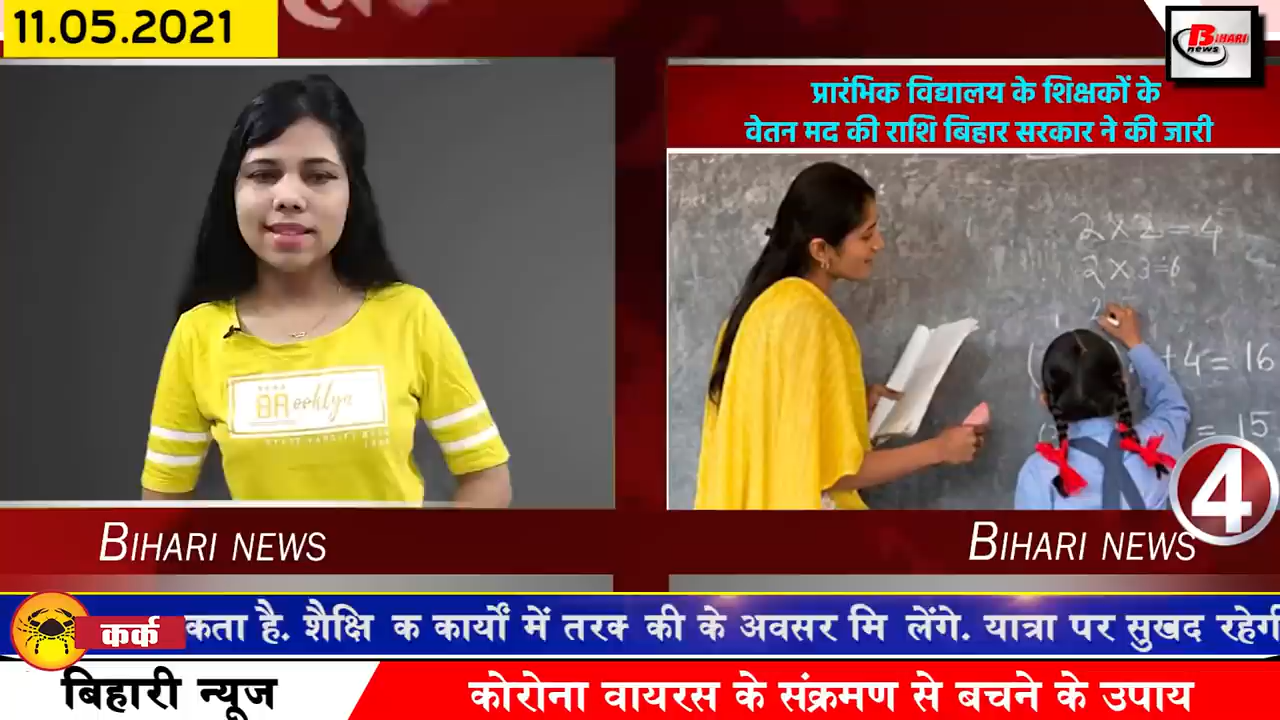 11.05.2021
BIHARI
news
प्रारंभिक विद्यालय के शिक्षकों के
वेतन मद की राशि बिहार सरकार ने की जारी
BRooklyn
2×2=4
2×3=6
+4=16
=15
4
BIHARI NEWS
BIHARI NEWS
कर्क
कता है. शैक्षि क कार्यों में तरक की के अवसर मि लेंगे. यात्रा पर सुखद रहेगी
बिहारी न्यूज
कोरोना वायरस के संक्रमण से बचने के उपाय